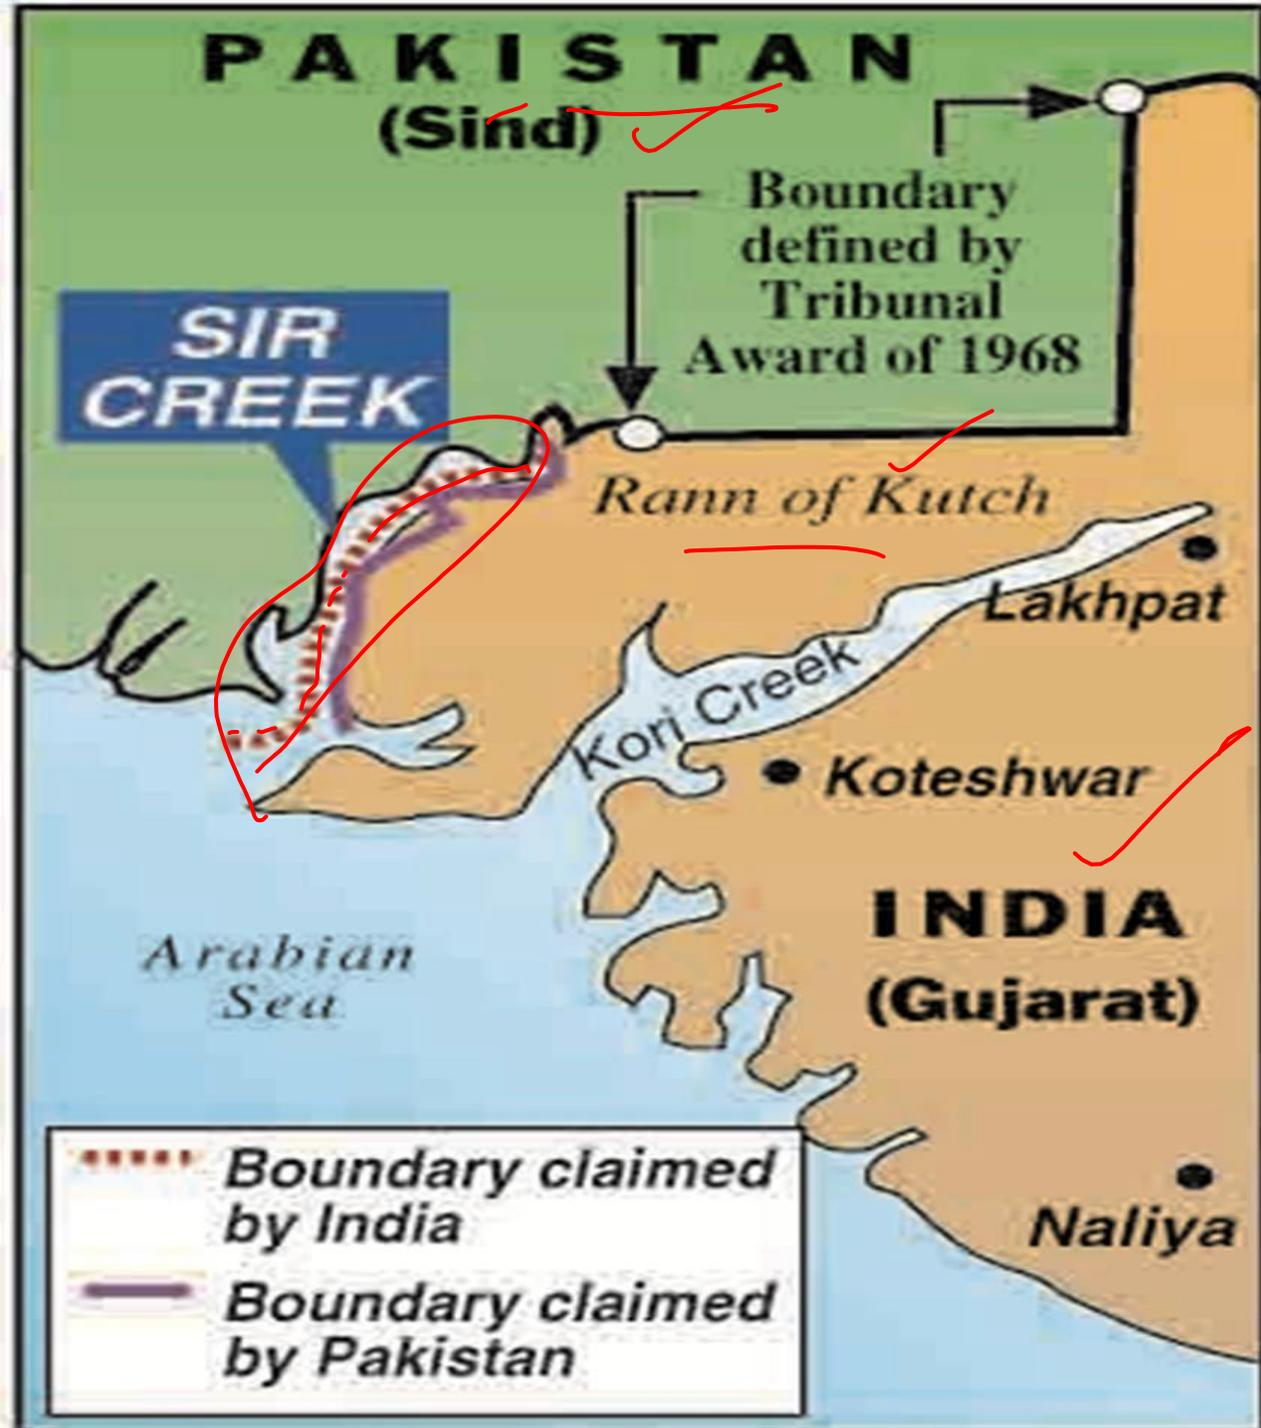 PAKISTAN
(Sind)
Boundary
defined by
Tribunal
Award of 1968
SIR
CREEK
Rann of Kutch
Lakhpat
Kori Creek
Koteshwar
INDIA
(Gujarat)
Arabian
Sea
Naliya
Boundary claimed
by India
Boundary claimed
by Pakistan